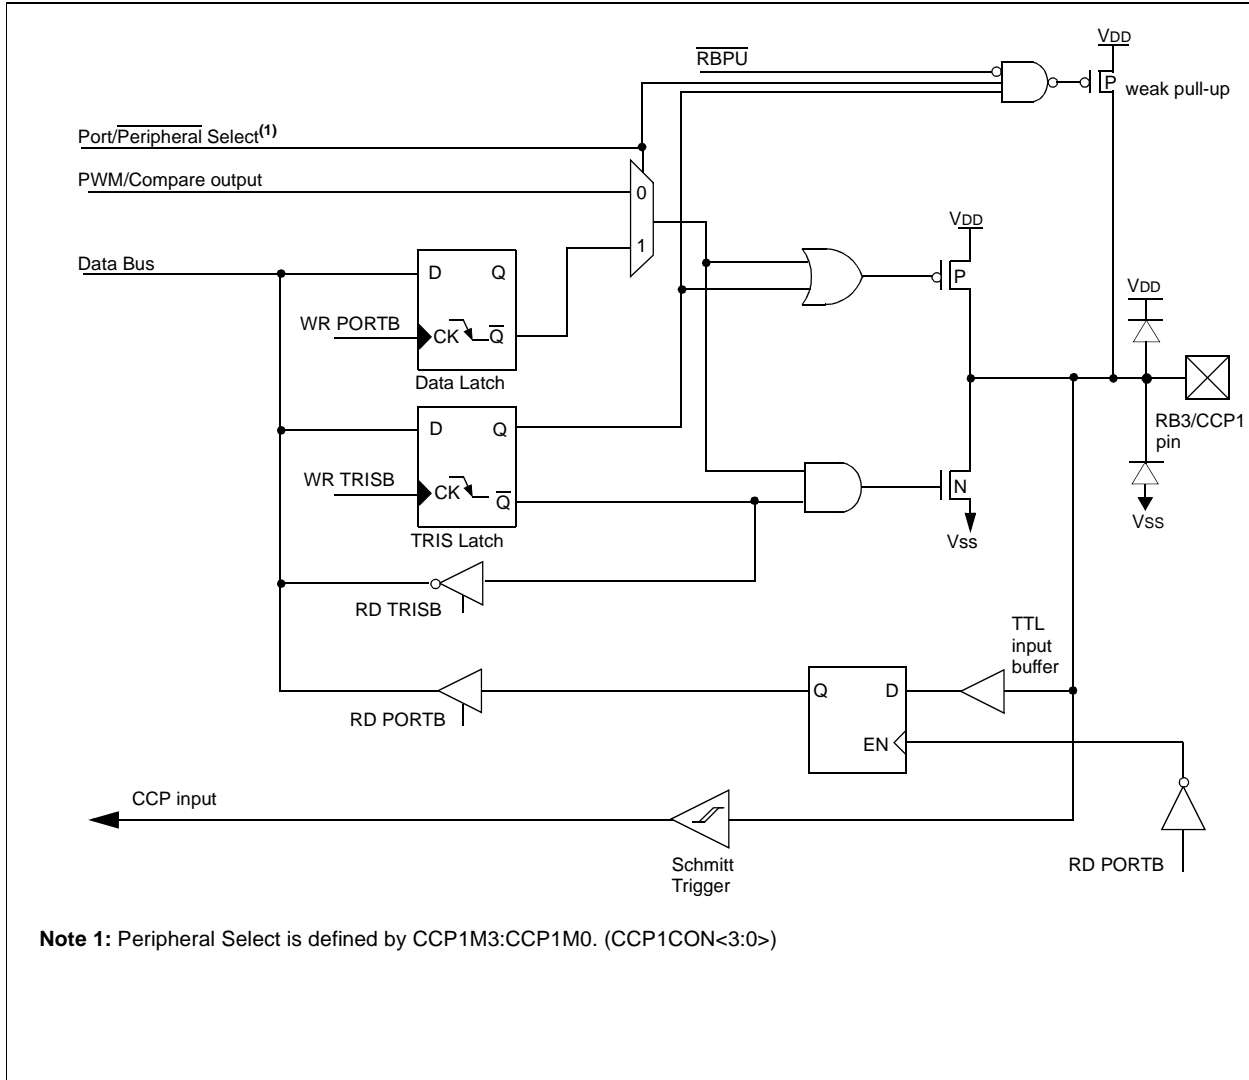 VDD
RBPU
P
weak pull-up
Port/Peripheral Select(1)
PWM/Compare output
0
1
VDD
Data Bus
D
Q
P
VDD
WR PORTB
CK
Q
Data Latch
D
Q
RB3/CCP1
pin
WR TRISB
CK
Q
N
TRIS Latch
Vss
Vss
RD TRISB
TTL
input
buffer
Q
D
RD PORTB
EN
CCP input
Schmitt
Trigger
RD PORTB
Note 1: Peripheral Select is defined by CCP1M3:CCP1M0. (CCP1CON<3:0>)